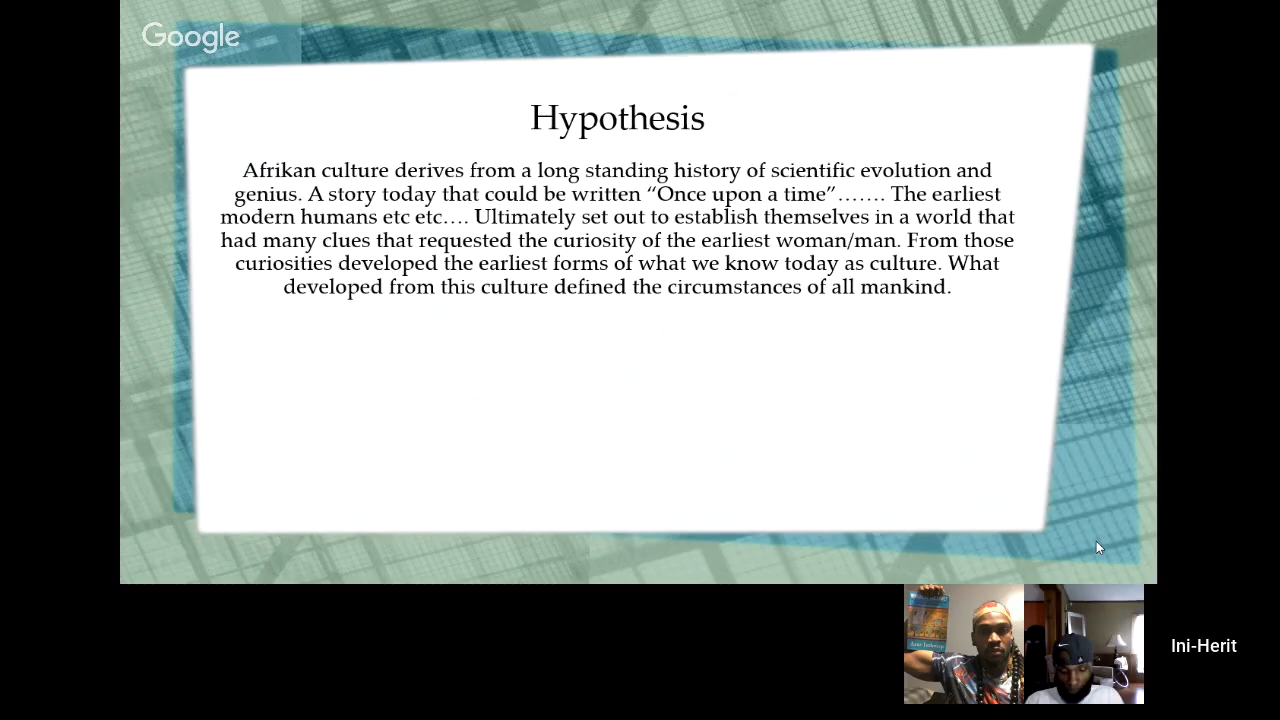 Google
Hypothesis
Afrikan culture derives from a long standing history of scientific evolution and
genius. A story today that could be written “Once upon a time”……. The earliest
modern humans etc etc…. Ultimately set out to establish themselves in a world that
had many clues that requested the curiosity of the earliest woman/man. From those
curiosities developed the earliest forms of what we know today as culture. What
developed from this culture defined the circumstances of all mankind.
Ini-Herit